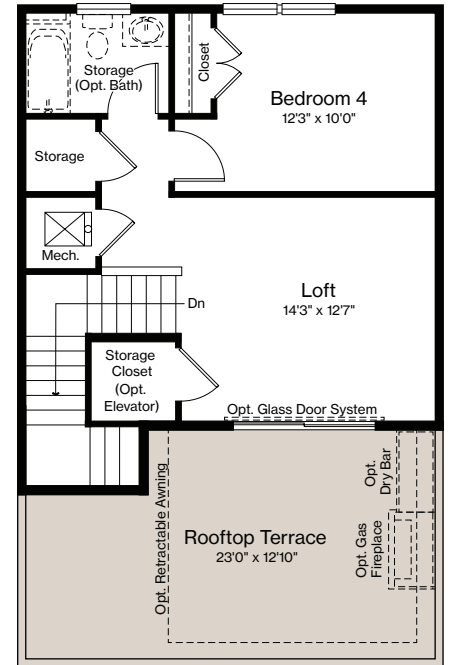 Storage
(Opt. Bath)
Closet
Bedroom 4
12'3" x 10'0"
Storage
Mech.
Loft
14'3" x 12'7"
Dn
Storage
Closet
(Opt.
Elevator)
Opt. Glass Door System
Opt. Retractable Awning
Opt.
Dry Bar
Rooftop Terrace
23'0" x 12'10"
Opt. Gas
Fireplace